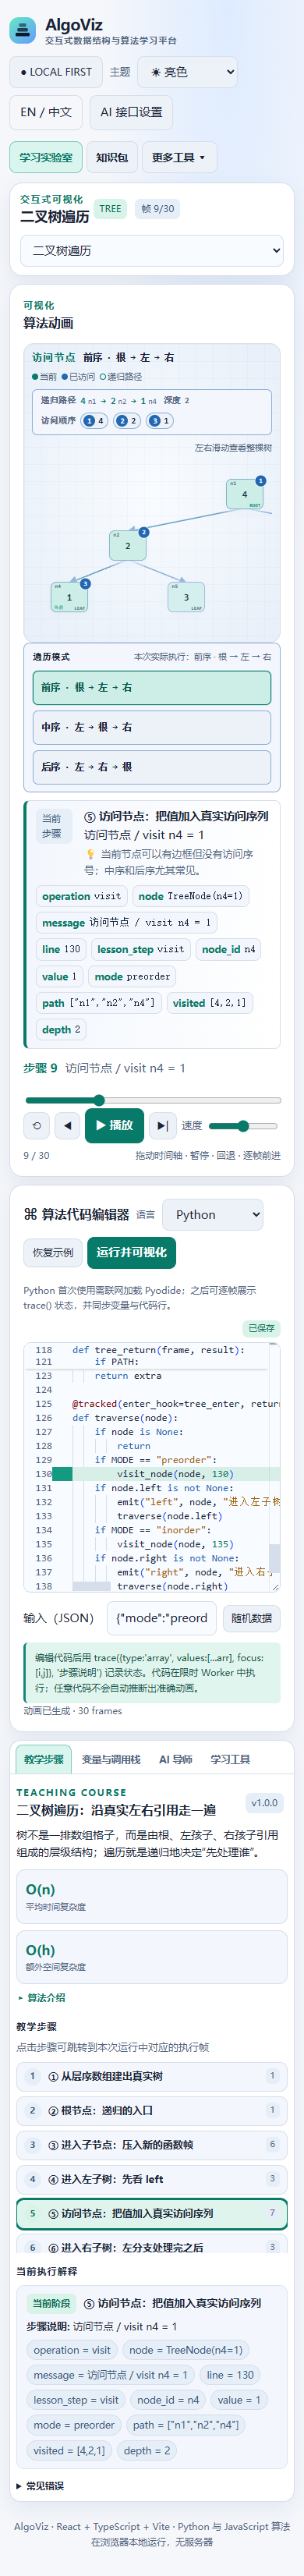 AlgoViz
交互式数据结构与算法学习平台
● LOCAL FIRST 主题 ☀ 亮色
EN / 中文 AI 接口设置
学习实验室 知识包 更多工具 ▾
交互式可视化
二叉树遍历 TREE 帧 9/30
二叉树遍历
可视化
算法动画
访问节点 前序 · 根 → 左 → 右
当前 已访问 递归路径
递归路径 4 n1 → 2 n2 → 1 n4 深度 2
访问顺序 1 4 2 2 3 1
左右滑动查看整棵树
n1 1
4
ROOT
n2 2
2
n4 3
1
LEAF
n5
3
LEAF
遍历模式 本次实际执行: 前序 · 根 → 左 → 右
前序 · 根 → 左 → 右
中序 · 左 → 根 → 右
后序 · 左 → 右 → 根
当前步骤
⑤ 访问节点：把值加入真实访问序列
访问节点 / visit n4 = 1
💡 当前节点可以有边框但没有访问序号；中序和后序尤其常见。
operation visit node TreeNode(n4=1)
message 访问节点 / visit n4 = 1
line 130 lesson_step visit node_id n4
value 1 mode preorder
path ["n1","n2","n4"] visited [4,2,1]
depth 2
步骤 9 访问节点 / visit n4 = 1
⟲ ◀ ▶ 播放 ▶| 速度
9 / 30 拖动时间轴 · 暂停 · 回退 · 逐帧前进
⌘ 算法代码编辑器 语言 Python
恢复示例 运行并可视化
Python 首次使用需联网加载 Pyodide；之后可逐帧展示
trace() 状态，并同步变量与代码行。
已保存
118 def tree_return(frame, result):
121 if PATH:
123 return extra
124
125 @tracked(enter_hook=tree_enter, retur
126 def traverse(node):
127 if node is None:
128 return
129 if MODE == "preorder":
130 visit_node(node, 130)
131 if node.left is not None:
132 emit("left", node, "进入左子树
133 traverse(node.left)
134 if MODE == "inorder":
135 visit_node(node, 135)
136 if node.right is not None:
137 emit("right", node, "进入右子
138 traverse(node.right)
输入（JSON） {"mode":"preord 随机数据
编辑代码后用 trace({type:'array', values:[...arr], focus:
[i,j]}, '步骤说明') 记录状态。代码在限时 Worker 中执
行；任意代码不会自动推断出准确动画。
动画已生成 · 30 frames
教学步骤 变量与调用栈 AI 导师 学习工具
TEACHING COURSE
二叉树遍历：沿真实左右引用走一遍 v1.0.0
树不是一排数组格子，而是由根、左孩子、右孩子引用
组成的层级结构；遍历就是递归地决定“先处理谁”。
O(n)
平均时间复杂度
O(h)
额外空间复杂度
▸ 算法介绍
教学步骤
点击步骤可跳转到本次运行中对应的执行帧
1 ① 从层序数组建出真实树 1
2 ② 根节点：递归的入口 1
3 ③ 进入子节点：压入新的函数帧 6
4 ④ 进入左子树：先看 left 3
5 ⑤ 访问节点：把值加入真实访问序列 7
6 ⑥ 进入右子树：左分支处理完之后 3
当前执行解释
当前阶段 ⑤ 访问节点：把值加入真实访问序列
步骤说明: 访问节点 / visit n4 = 1
operation = visit node = TreeNode(n4=1)
message = 访问节点 / visit n4 = 1 line = 130
lesson_step = visit node_id = n4 value = 1
mode = preorder path = ["n1","n2","n4"]
visited = [4,2,1] depth = 2
▸ 常见错误
AlgoViz · React + TypeScript + Vite · Python 与 JavaScript 算法
在浏览器本地运行，无服务器